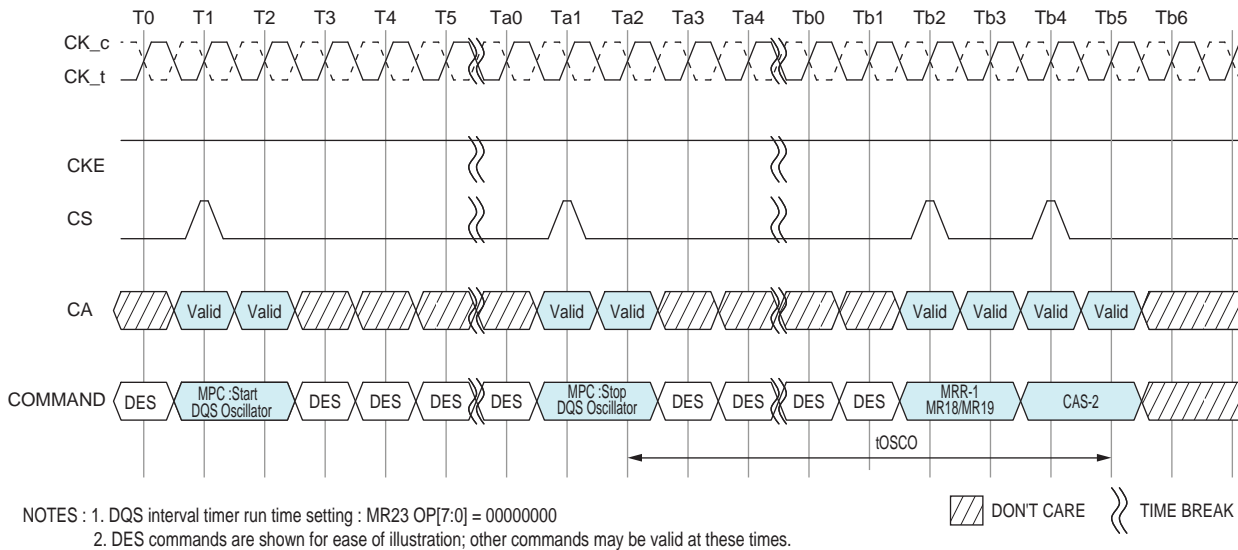 T0 T1 T2 T3 T4 T5 Ta0 Ta1 Ta2 Ta3 Ta4 Tb0 Tb1 Tb2 Tb3 Tb4 Tb5 Tb6
CK_c
CK_t
CKE
CS
CA Valid Valid Valid Valid Valid Valid Valid Valid
COMMAND DES MPC :Start DQS Oscillator DES DES DES DES MPC :Stop DQS Oscillator DES DES DES DES MRR-1 MR18/MR19 CAS-2
tOSCO
NOTES : 1. DQS interval timer run time setting : MR23 OP[7:0] = 00000000
2. DES commands are shown for ease of illustration; other commands may be valid at these times.
DON'T CARE TIME BREAK